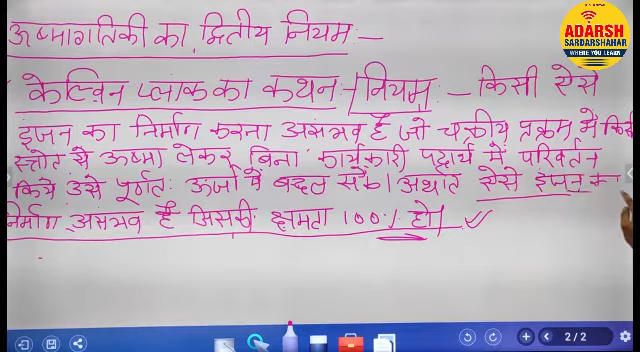 ADARSH
SARDARSHAHAR
WHERE YOU LEARN
ऊष्मागतिकी का द्वितीय नियम:-
केल्विन प्लांक का कथन/नियम:- किसी ऐसे
इंजन का निर्माण करना असंभव है जो चक्रीय प्रक्रम में किसी
स्त्रोत से ऊष्मा लेकर बिना कार्यकारी पदार्थ में परिवर्तन
किये उसे पूर्णतः ऊर्जा में बदल सके। अर्थात ऐसे इंजन का
निर्माण असंभव है जिसकी क्षमता 100% हो।
2/2